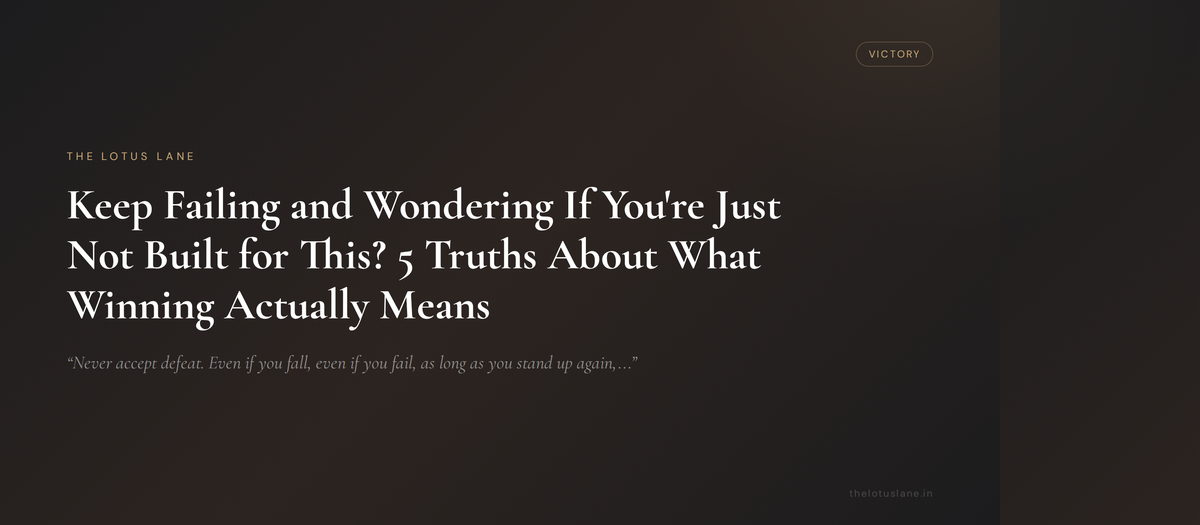 VICTORY
THE LOTUS LANE
Keep Failing and Wondering If You're Just
Not Built for This? 5 Truths About What
Winning Actually Means
“Never accept defeat. Even if you fall, even if you fail, as long as you stand up again,...”
thelotuslane.in